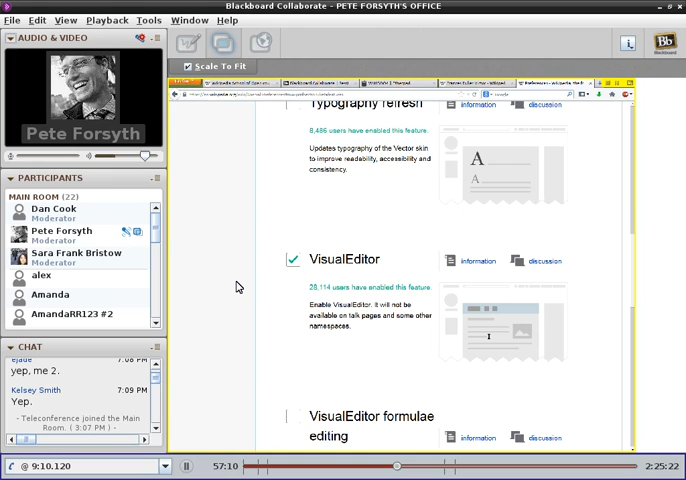 Blackboard Collaborate - PETE FORSYTH'S OFFICE
File Edit View Playback Tools Window Help
AUDIO & VIDEO
Pete Forsyth
PARTICIPANTS
MAIN ROOM (22)
Dan Cook
Moderator
Pete Forsyth
Moderator
Sara Frank Bristow
Moderator
alex
Amanda
AmandaRR123 #2
CHAT
ejade 7:08 PM
yep, me 2.
Kelsey Smith 7:09 PM
Yep.
- Teleconference joined the Main
Room. ( 3:07 PM ) -
Scale To Fit
i
Bb
Typography refresh
information discussion
8,486 users have enabled this feature.
Updates typography of the Vector skin
to improve readability, accessibility and
consistency.
A
A
VisualEditor
information discussion
28,114 users have enabled this feature.
Enable VisualEditor. It will not be
available on talk pages and some other
namespaces.
VisualEditor formulae
editing
information discussion
@ 9:10.120
57:10
2:25:22